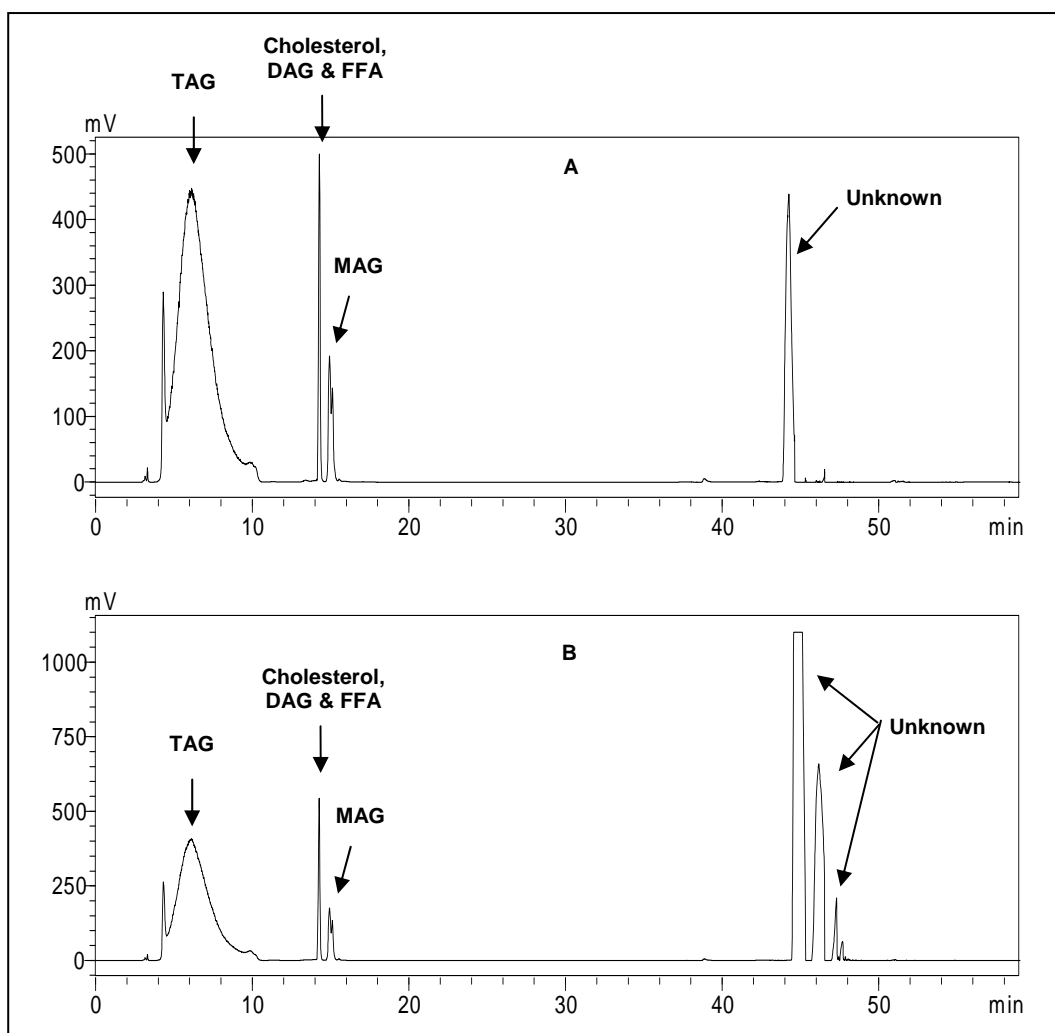 Cholesterol,
DAG & FFA
TAG
mV
A
500
Unknown
400
MAG
300
200
100
0
0 10 20 30 40 50 min
mV
B
1000
Cholesterol,
DAG & FFA
Unknown
TAG
750
MAG
500
250
0
0 10 20 30 40 50 min